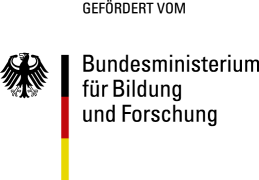 GEFÖRDERT VOM
Bundesministerium
für Bildung
und Forschung